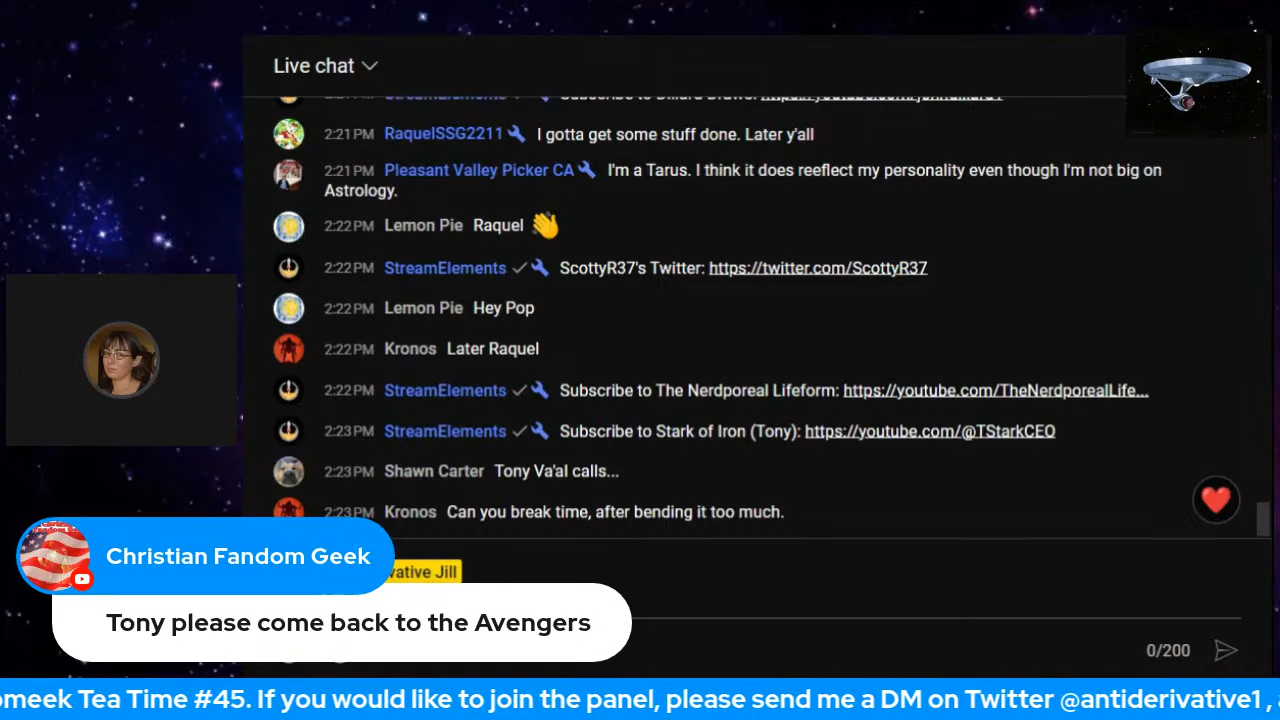 Live chat
2:21 PM RaquelSSG2211 I gotta get some stuff done. Later y'all
2:21 PM Pleasant Valley Picker CA I'm a Tarus. I think it does reeflect my personality even though I'm not big on
Astrology.
2:22 PM Lemon Pie Raquel 👋
2:22 PM StreamElements ScottyR37's Twitter: https://twitter.com/ScottyR37
2:22 PM Lemon Pie Hey Pop
2:22 PM Kronos Later Raquel
2:22 PM StreamElements Subscribe to The Nerdporeal Lifeform: https://youtube.com/TheNerdporealLife...
2:23 PM StreamElements Subscribe to Stark of Iron (Tony): https://youtube.com/@TStarkCEO
2:23 PM Shawn Carter Tony Va'al calls...
2:23 PM Kronos Can you break time, after bending it too much.
Christian Fandom Geek
vative Jill
Tony please come back to the Avengers
0/200
omeek Tea Time #45. If you would like to join the panel, please send me a DM on Twitter @antiderivative1 ,